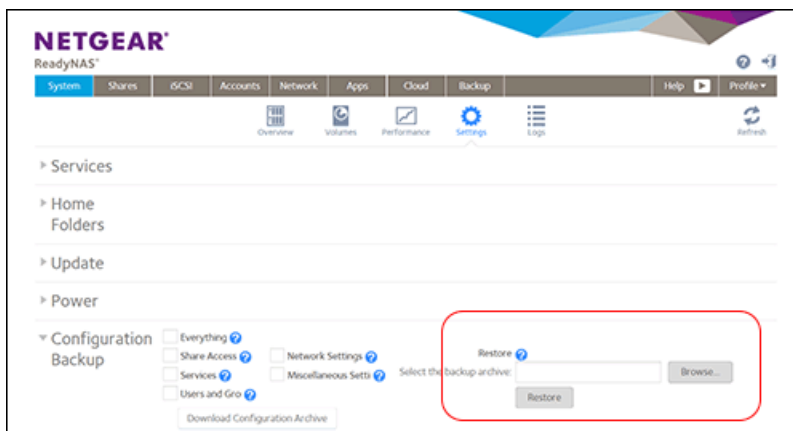 NETGEAR®
ReadyNAS®
System Shares iSCSI Accounts Network Apps Cloud Backup Help Profile
Overview Volumes Performance Settings Logs Refresh
Services
Home
Folders
Update
Power
Configuration
Backup
Everything
Share Access Network Settings
Services Miscellaneous Setti
Users and Gro
Download Configuration Archive
Restore
Select the backup archive: Browse...
Restore